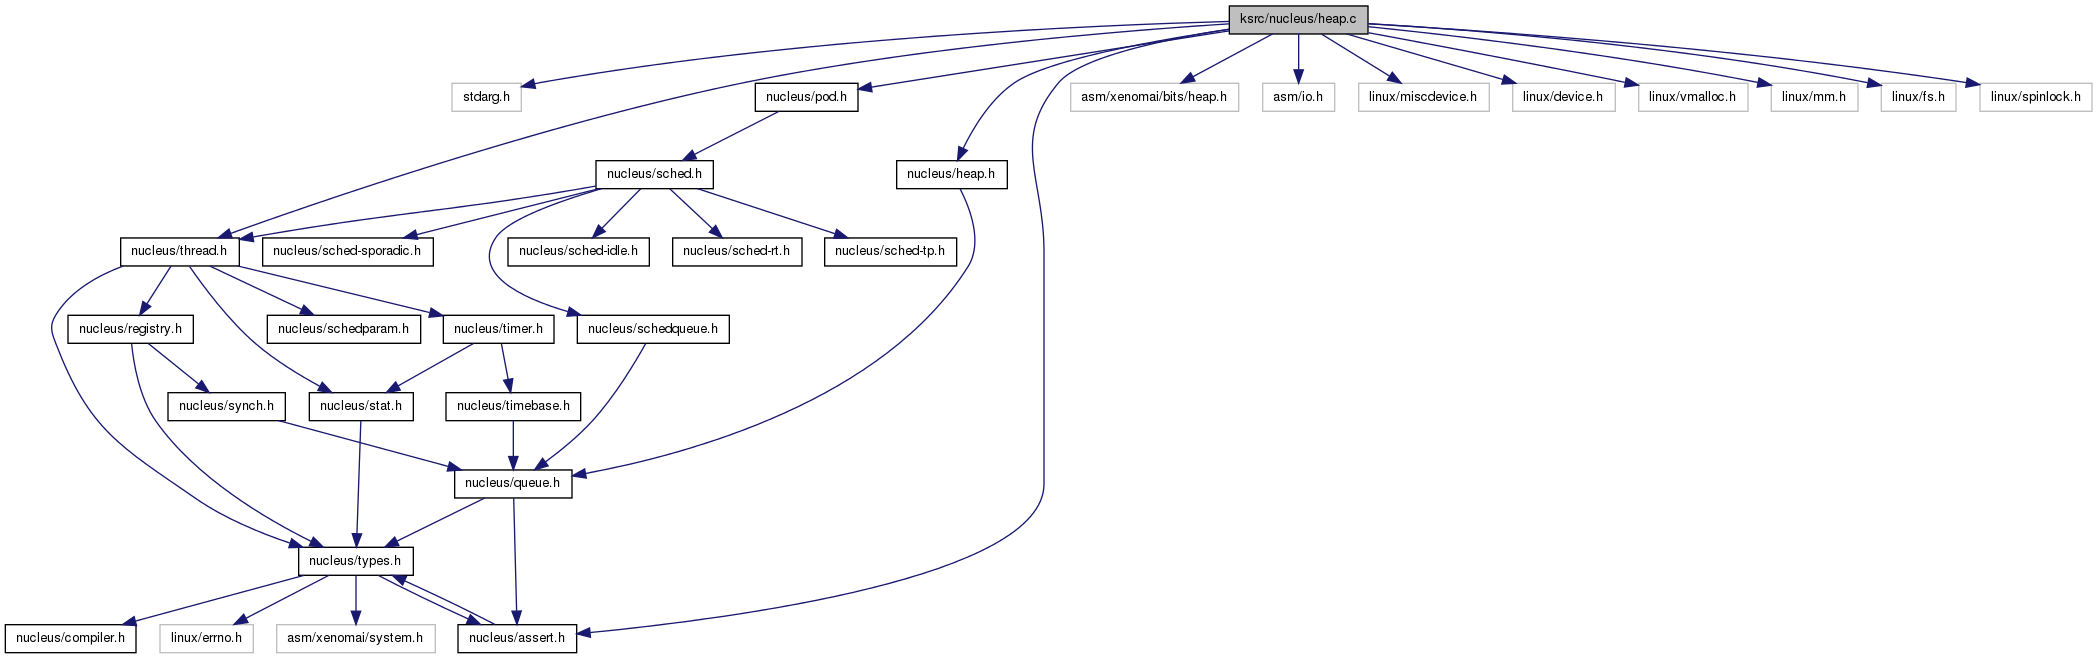 ksrc/nucleus/heap.c
stdarg.h
nucleus/pod.h
asm/xenomai/bits/heap.h
asm/io.h
linux/miscdevice.h
linux/device.h
linux/vmalloc.h
linux/mm.h
linux/fs.h
linux/spinlock.h
nucleus/sched.h
nucleus/heap.h
nucleus/thread.h
nucleus/sched-sporadic.h
nucleus/sched-idle.h
nucleus/sched-rt.h
nucleus/sched-tp.h
nucleus/registry.h
nucleus/schedparam.h
nucleus/timer.h
nucleus/schedqueue.h
nucleus/synch.h
nucleus/stat.h
nucleus/timebase.h
nucleus/queue.h
nucleus/types.h
nucleus/compiler.h
linux/errno.h
asm/xenomai/system.h
nucleus/assert.h